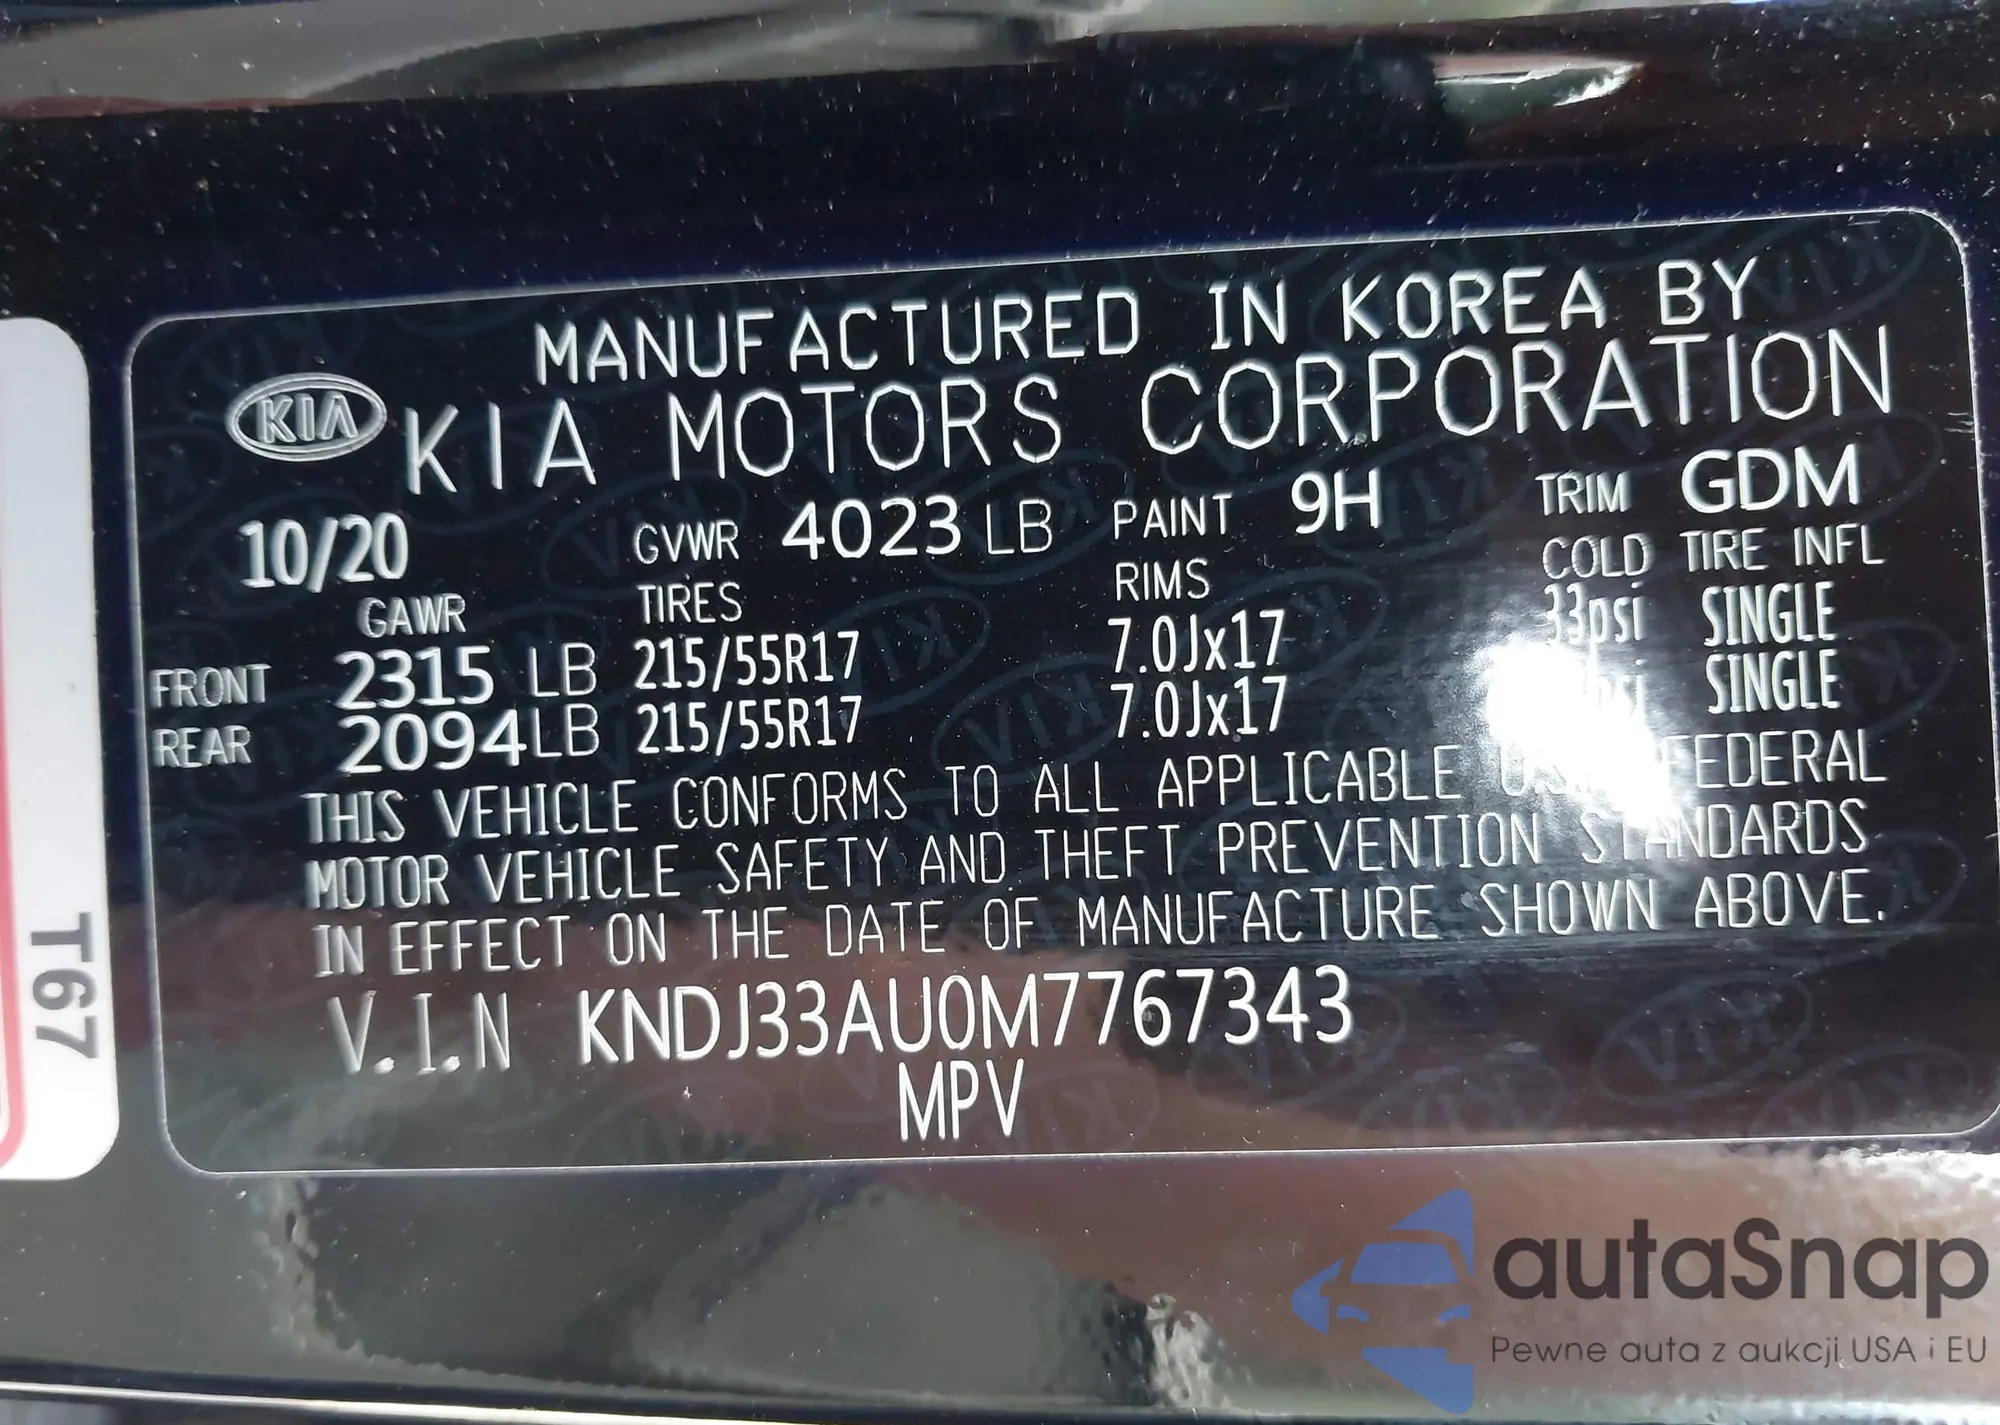 MANUFACTURED IN KOREA BY
KIA KIA MOTORS CORPORATION
10/20 GVWR 4023 LB PAINT 9H TRIM GDM
GAWR TIRES RIMS COLD TIRE INFL
FRONT 2315 LB 215/55R17 7.0Jx17 33psi SINGLE
REAR 2094LB 215/55R17 7.0Jx17 SINGLE
THIS VEHICLE CONFORMS TO ALL APPLICABLE U.S. FEDERAL
MOTOR VEHICLE SAFETY AND THEFT PREVENTION STANDARDS
IN EFFECT ON THE DATE OF MANUFACTURE SHOWN ABOVE.
V.I.N KNDJ33AU0M7767343
MPV
T67
autaSnap
Pewne auta z aukcji USA i EU